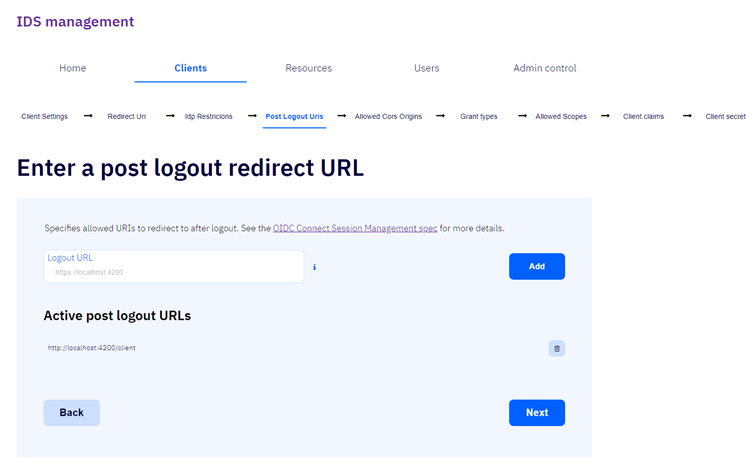 IDS management
Home Clients Resources Users Admin control
Client Settings Redirect Uri Idp Restricions Post Logout Uris Allowed Cors Origins Grant types Allowed Scopes Client claims Client secret
Enter a post logout redirect URL
Specifies allowed URIs to redirect to after logout. See the OIDC Connect Session Management spec for more details.
Logout URL
https://localhost:4200
Add
Active post logout URLs
http://localhost:4200/client
Back Next